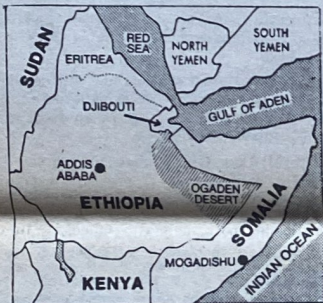 SUDAN
ERITREA
RED
SEA
NORTH
YEMEN
SOUTH
YEMEN
DJIBOUTI
GULF OF ADEN
ADDIS
ABABA
ETHIOPIA
OGADEN
DESERT
SOMALIA
KENYA
MOGADISHU
INDIAN OCEAN